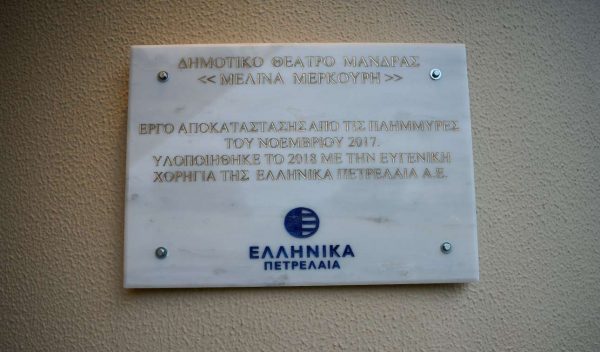 ΔΗΜΟΤΙΚΟ ΘΕΑΤΡΟ ΜΑΝΔΡΑΣ
<< ΜΕΛΙΝΑ ΜΕΡΚΟΥΡΗ >>
ΕΡΓΟ ΑΠΟΚΑΤΑΣΤΑΣΗΣ ΑΠΟ ΤΙΣ ΠΛΗΜΜΥΡΕΣ
ΤΟΥ ΝΟΕΜΒΡΙΟΥ 2017.
ΥΛΟΠΟΙΗΘΗΚΕ ΤΟ 2018 ΜΕ ΤΗΝ ΕΥΓΕΝΙΚΗ
ΧΟΡΗΓΙΑ ΤΗΣ ΕΛΛΗΝΙΚΑ ΠΕΤΡΕΛΑΙΑ Α.Ε.
ΕΛΛΗΝΙΚΑ
ΠΕΤΡΕΛΑΙΑ